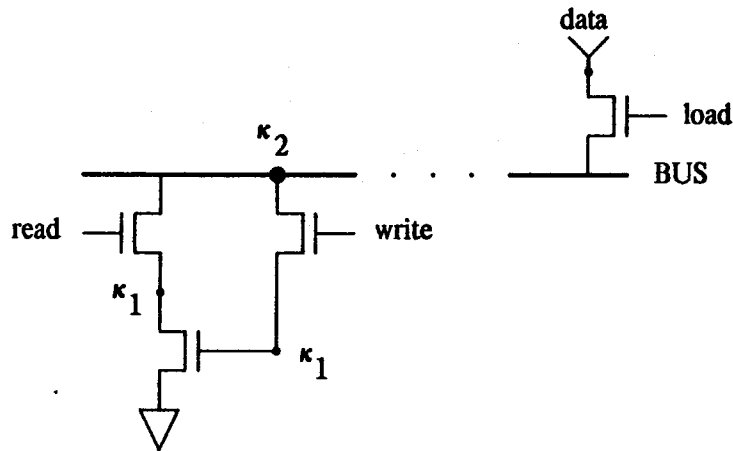 data
load
κ2
BUS
read
write
κ1
κ1